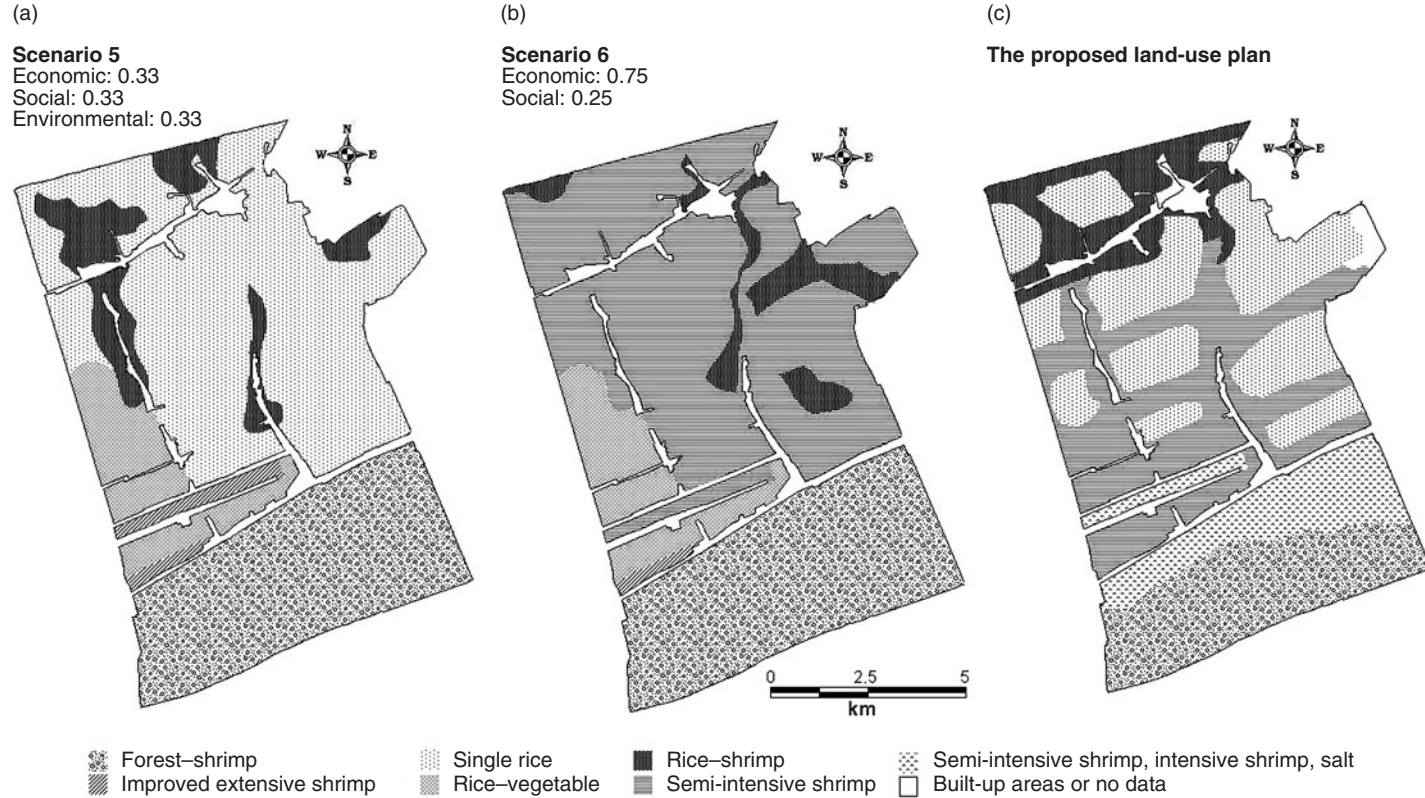 (a)
Scenario 5
Economic: 0.33
Social: 0.33
Environmental: 0.33
N
W E
S
(b)
Scenario 6
Economic: 0.75
Social: 0.25
N
W E
S
(c)
The proposed land-use plan
N
W E
S
0 2.5 5
km
Forest–shrimp
Improved extensive shrimp
Single rice
Rice–vegetable
Rice–shrimp
Semi-intensive shrimp
Semi-intensive shrimp, intensive shrimp, salt
Built-up areas or no data